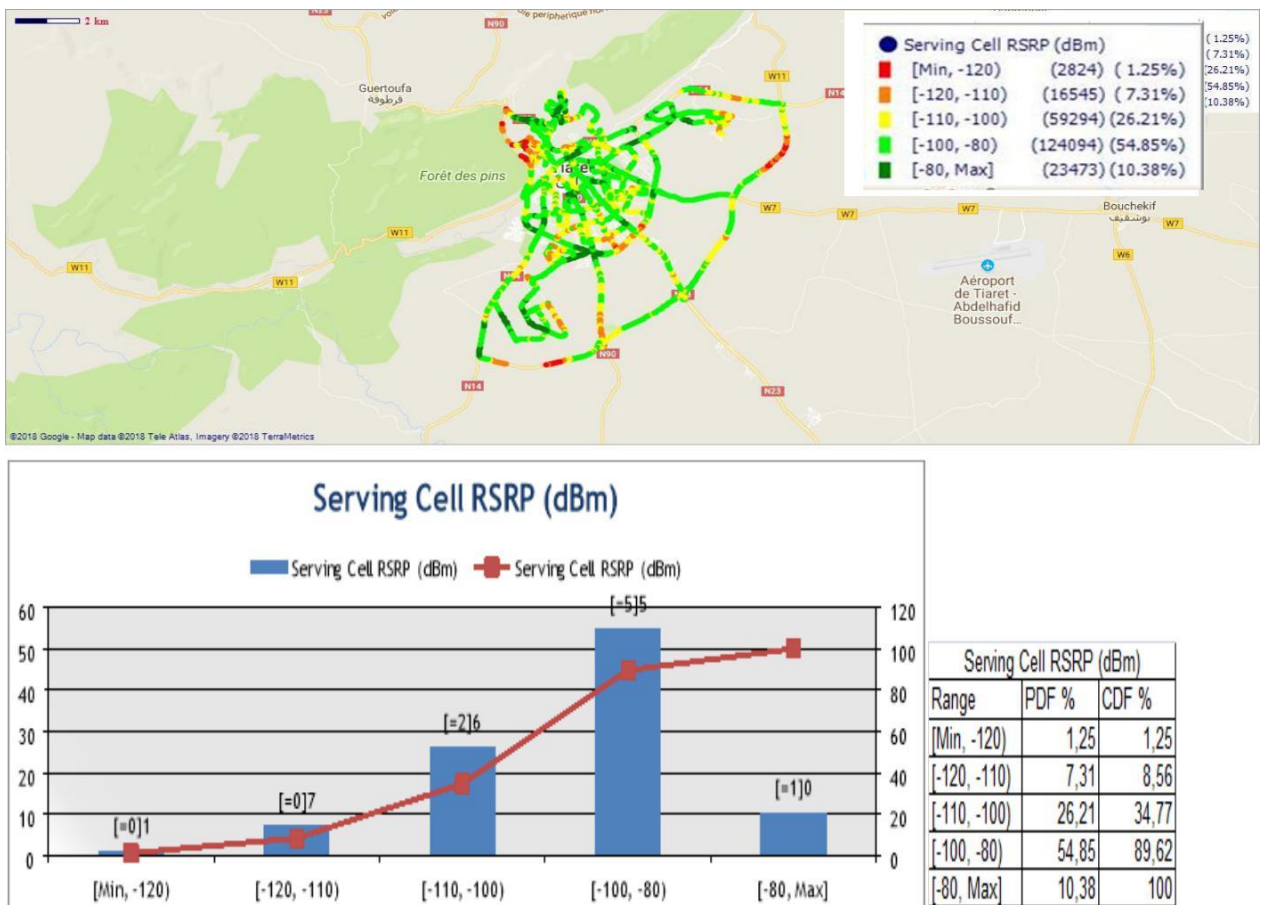 2 km
N90
W11
N14
Guertoufa
قرطوفة
Forêt des pins
W11
W11
W11
W7
W7
W7
W7
Bouchekif
بوشقيف
W6
N90
N14
N23
Aéroport
de Tiaret -
Abdelhafid
Boussouf...
©2018 Google - Map data ©2018 Tele Atlas, Imagery ©2018 TerraMetrics
Serving Cell RSRP (dBm)
[Min, -120) (2824) ( 1.25%)
[-120, -110) (16545) ( 7.31%)
[-110, -100) (59294) (26.21%)
[-100, -80) (124094) (54.85%)
[-80, Max] (23473) (10.38%)
( 1.25%)
( 7.31%)
(26.21%)
(54.85%)
(10.38%)
Serving Cell RSRP (dBm)
Serving Cell RSRP (dBm) Serving Cell RSRP (dBm)
60
50
40
30
20
10
0
[=0]1
[=0]7
[=2]6
[=5]5
[=1]0
120
100
80
60
40
20
0
[Min, -120) [-120, -110) [-110, -100) [-100, -80) [-80, Max]
Serving Cell RSRP (dBm)
Range PDF % CDF %
[Min, -120) 1,25 1,25
[-120, -110) 7,31 8,56
[-110, -100) 26,21 34,77
[-100, -80) 54,85 89,62
[-80, Max] 10,38 100